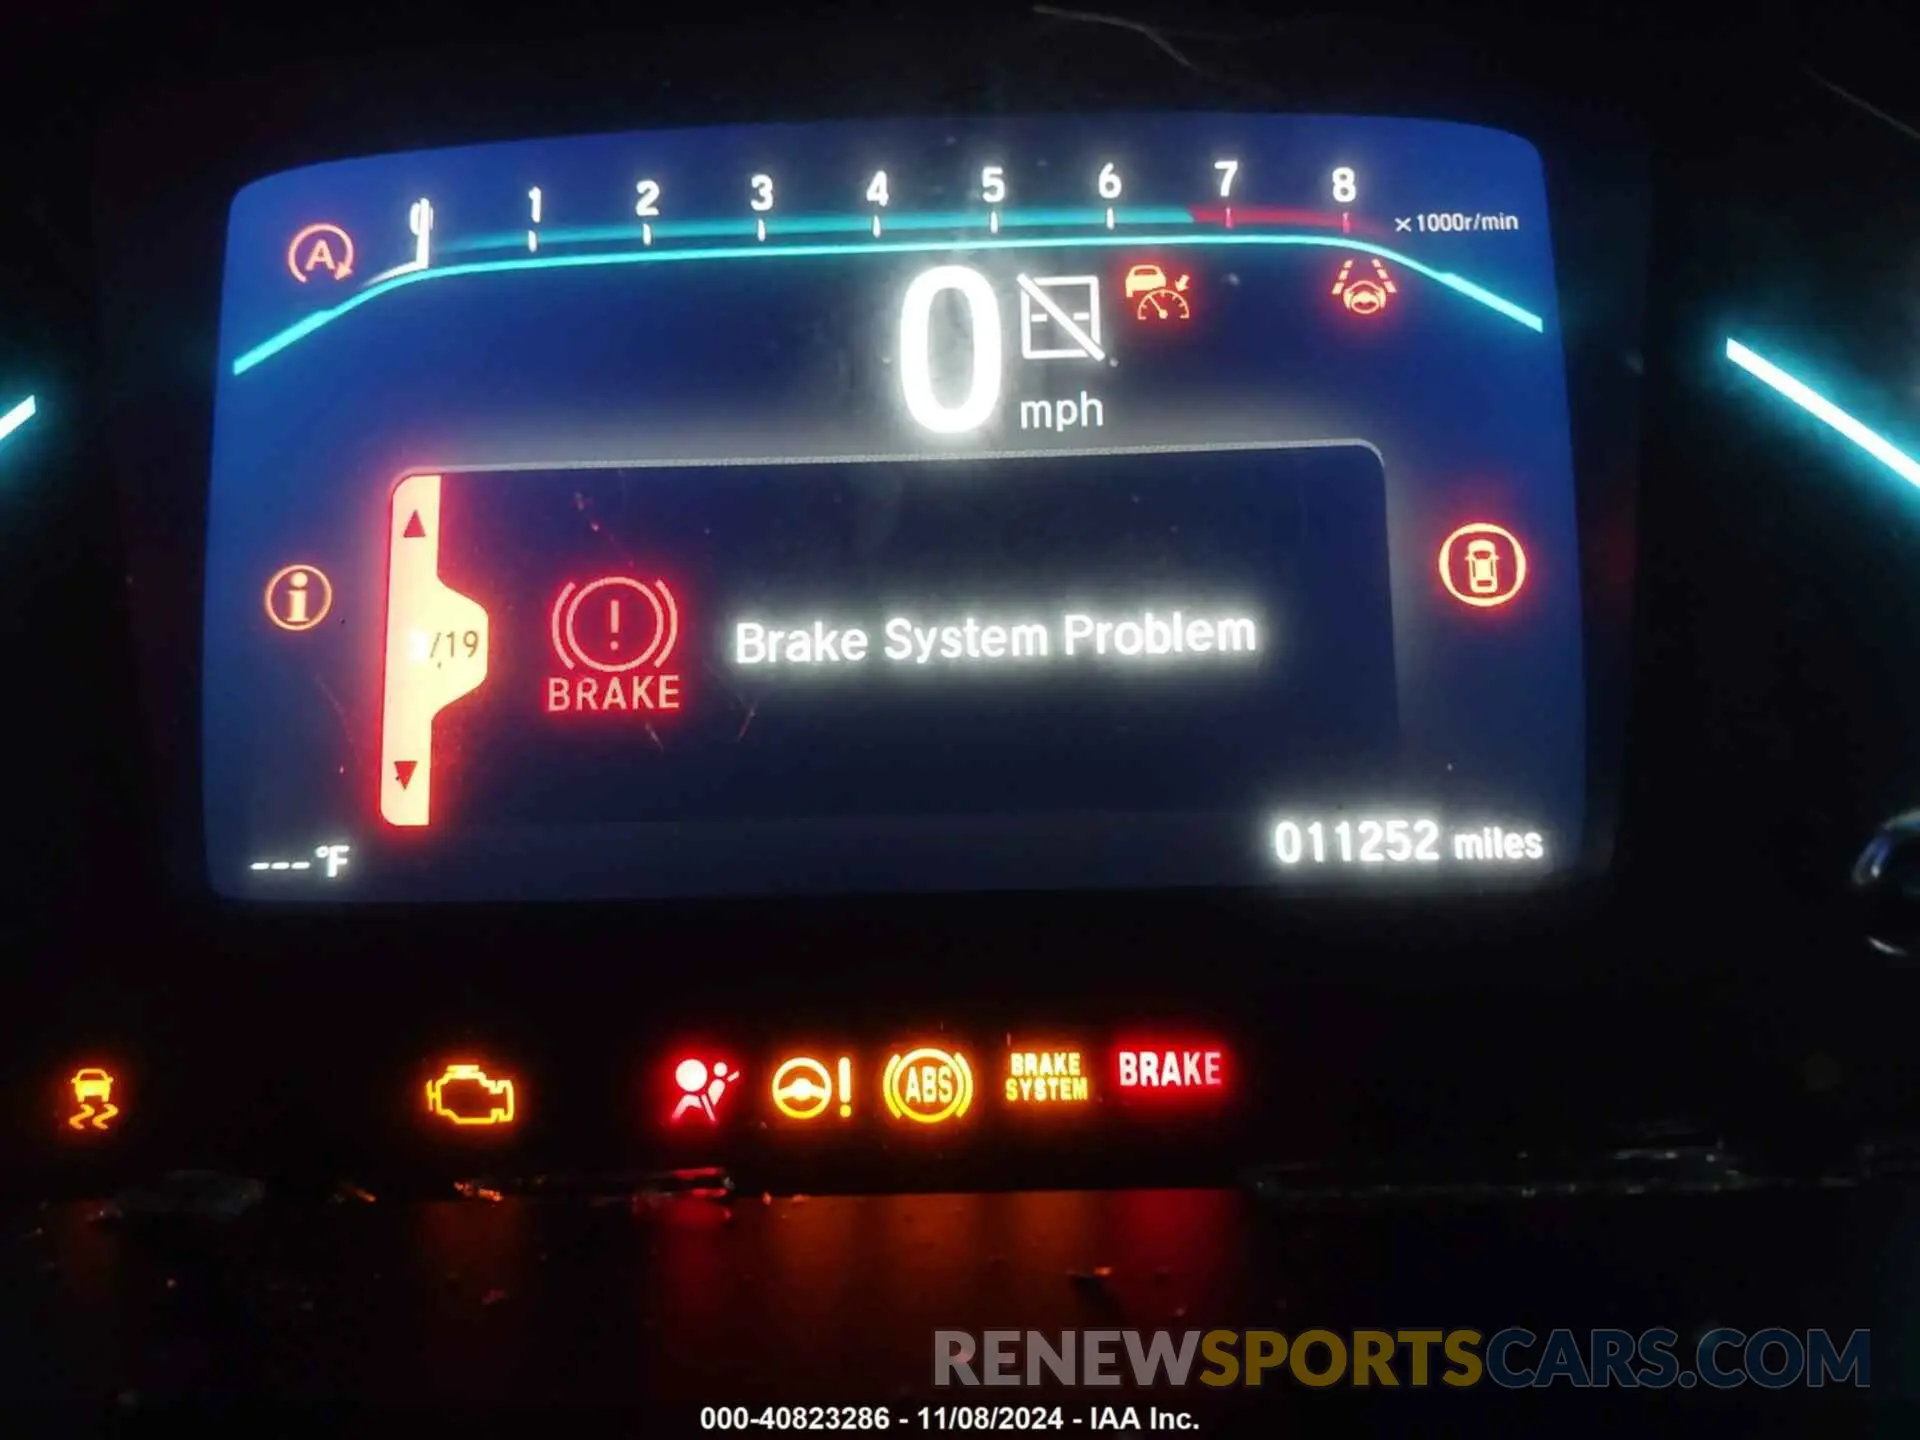 0 1 2 3 4 5 6 7 8 ×1000r/min
A
0 mph
i
/19
BRAKE
Brake System Problem
---°F
011252 miles
ABS
BRAKE SYSTEM
BRAKE
RENEWSPORTSCARS.COM
000-40823286 - 11/08/2024 - IAA Inc.